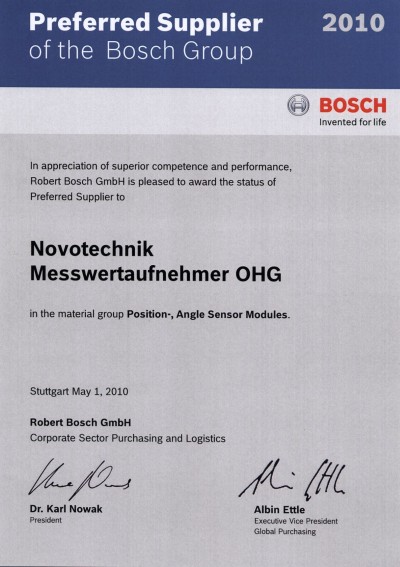 Preferred Supplier 2010
of the Bosch Group
BOSCH
Invented for life
In appreciation of superior competence and performance,
Robert Bosch GmbH is pleased to award the status of
Preferred Supplier to
Novotechnik
Messwertaufnehmer OHG
in the material group Position-, Angle Sensor Modules.
Stuttgart May 1, 2010
Robert Bosch GmbH
Corporate Sector Purchasing and Logistics
Dr. Karl Nowak
President
Albin Ettle
Executive Vice President
Global Purchasing